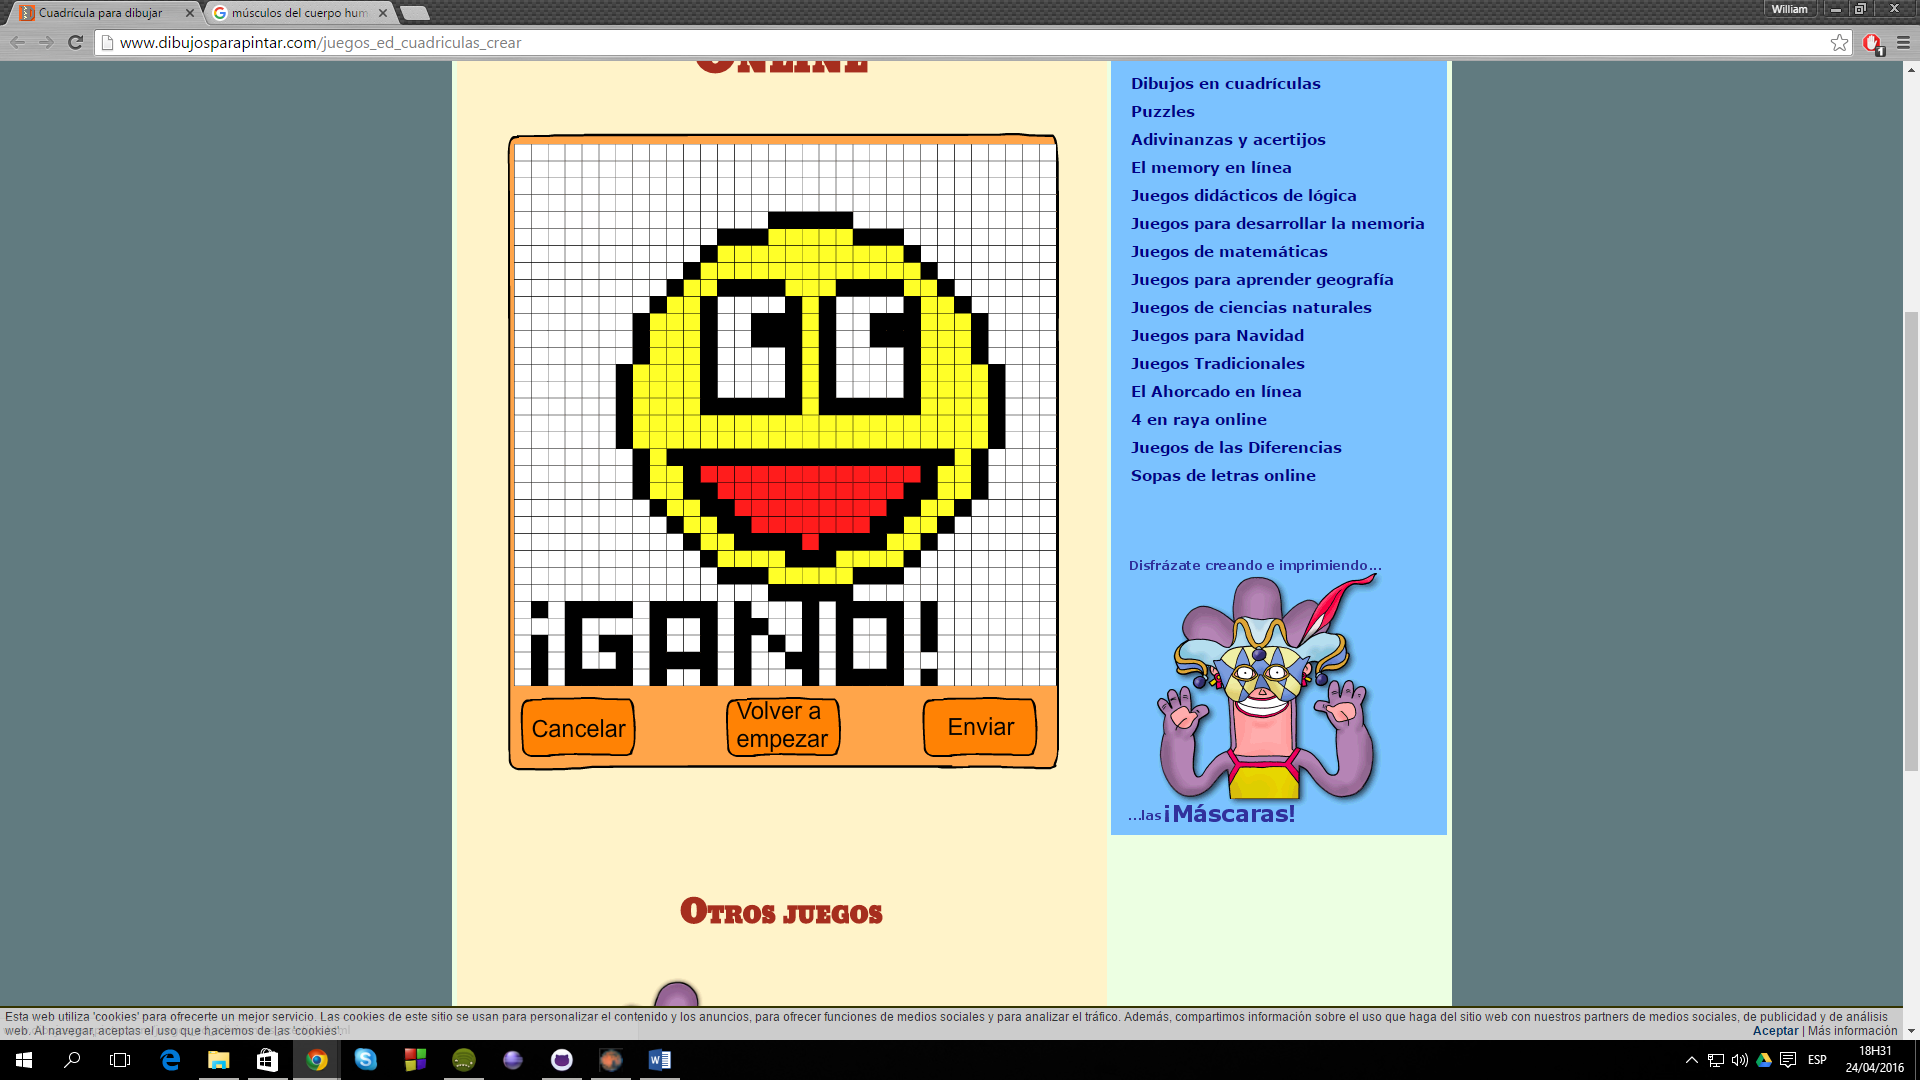 Cuadrícula para dibujar
músculos del cuerpo hum
William
www.dibujosparapintar.com/juegos_ed_cuadriculas_crear
1
ONLINE
¡GANO!
Cancelar
Volver a
empezar
Enviar
OTROS JUEGOS
Dibujos en cuadrículas
Puzzles
Adivinanzas y acertijos
El memory en línea
Juegos didácticos de lógica
Juegos para desarrollar la memoria
Juegos de matemáticas
Juegos para aprender geografía
Juegos de ciencias naturales
Juegos para Navidad
Juegos Tradicionales
El Ahorcado en línea
4 en raya online
Juegos de las Diferencias
Sopas de letras online
Disfrázate creando e imprimiendo...
...las ¡Máscaras!
Esta web utiliza 'cookies' para ofrecerte un mejor servicio. Las cookies de este sitio se usan para personalizar el contenido y los anuncios, para ofrecer funciones de medios sociales y para analizar el tráfico. Además, compartimos información sobre el uso que haga del sitio web con nuestros partners de medios sociales, de publicidad y de análisis
web. Al navegar, aceptas el uso que hacemos de las 'cookies'.
Aceptar | Más información
ESP
18H31
24/04/2016